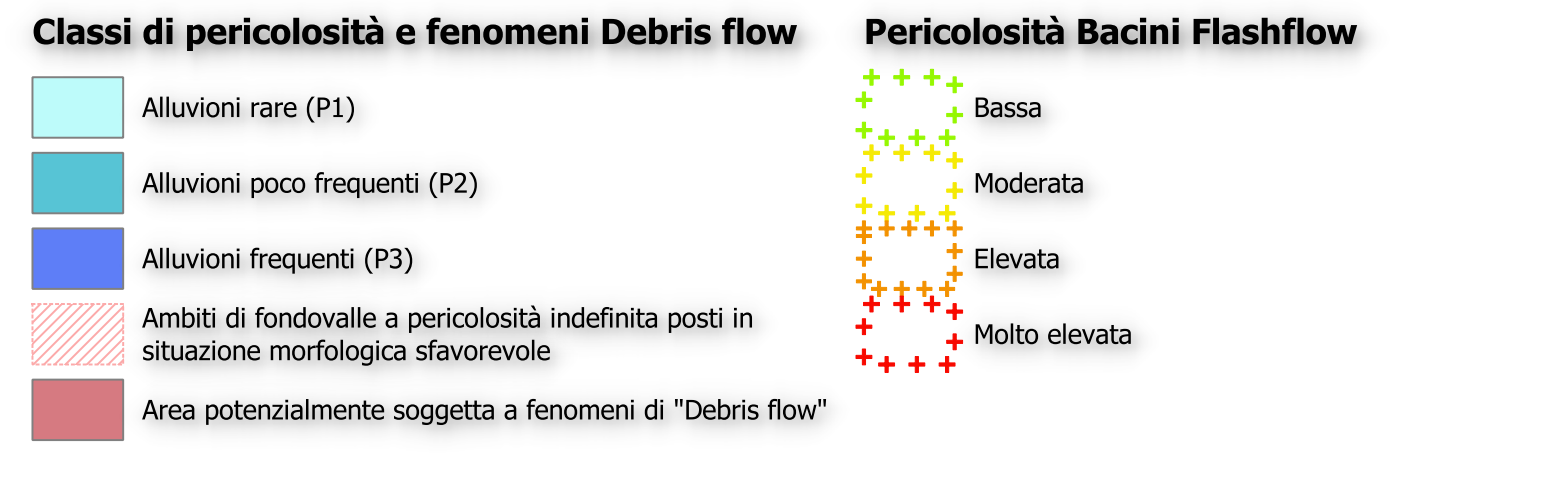 Classi di pericolosità e fenomeni Debris flow
Alluvioni rare (P1)
Alluvioni poco frequenti (P2)
Alluvioni frequenti (P3)
Ambiti di fondovalle a pericolosità indefinita posti in
situazione morfologica sfavorevole
Area potenzialmente soggetta a fenomeni di "Debris flow"
Pericolosità Bacini Flashflow
Bassa
Moderata
Elevata
Molto elevata